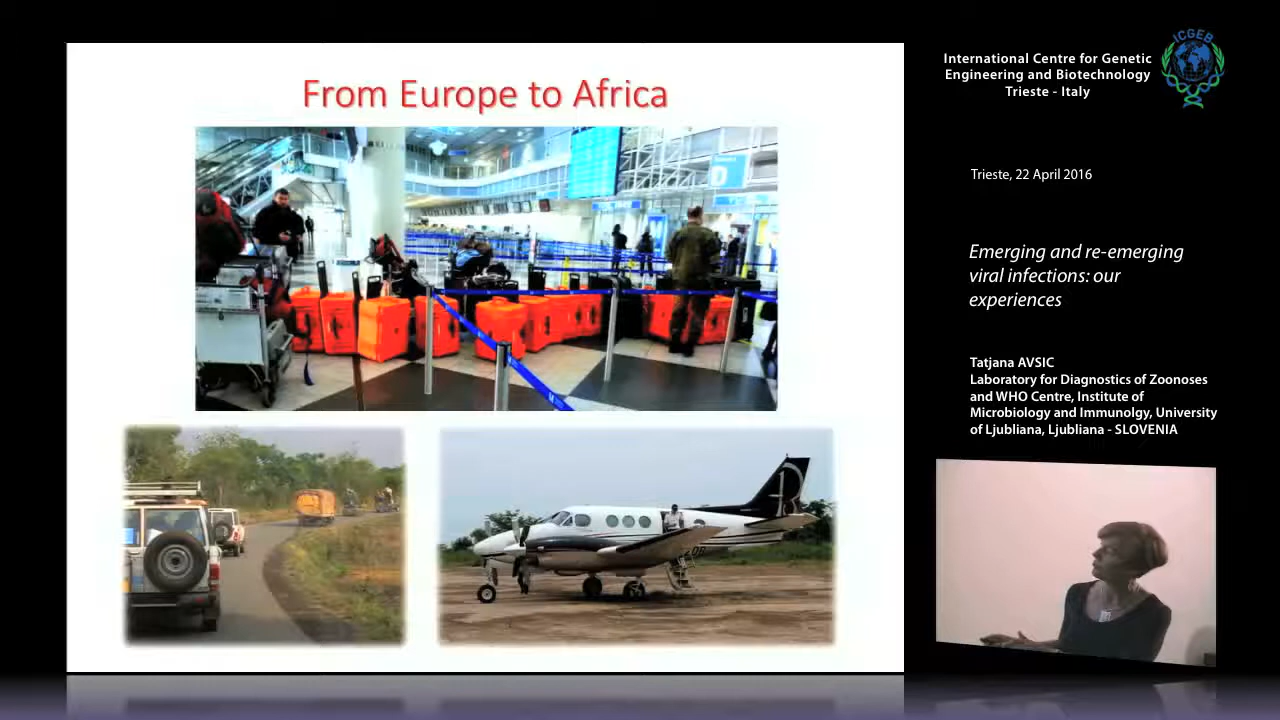 From Europe to Africa
D
ICGEB
International Centre for Genetic
Engineering and Biotechnology
Trieste - Italy
Trieste, 22 April 2016
Emerging and re-emerging
viral infections: our
experiences
Tatjana AVSIC
Laboratory for Diagnostics of Zoonoses
and WHO Centre, Institute of
Microbiology and Immunolgy, University
of Ljubliana, Ljubliana - SLOVENIA